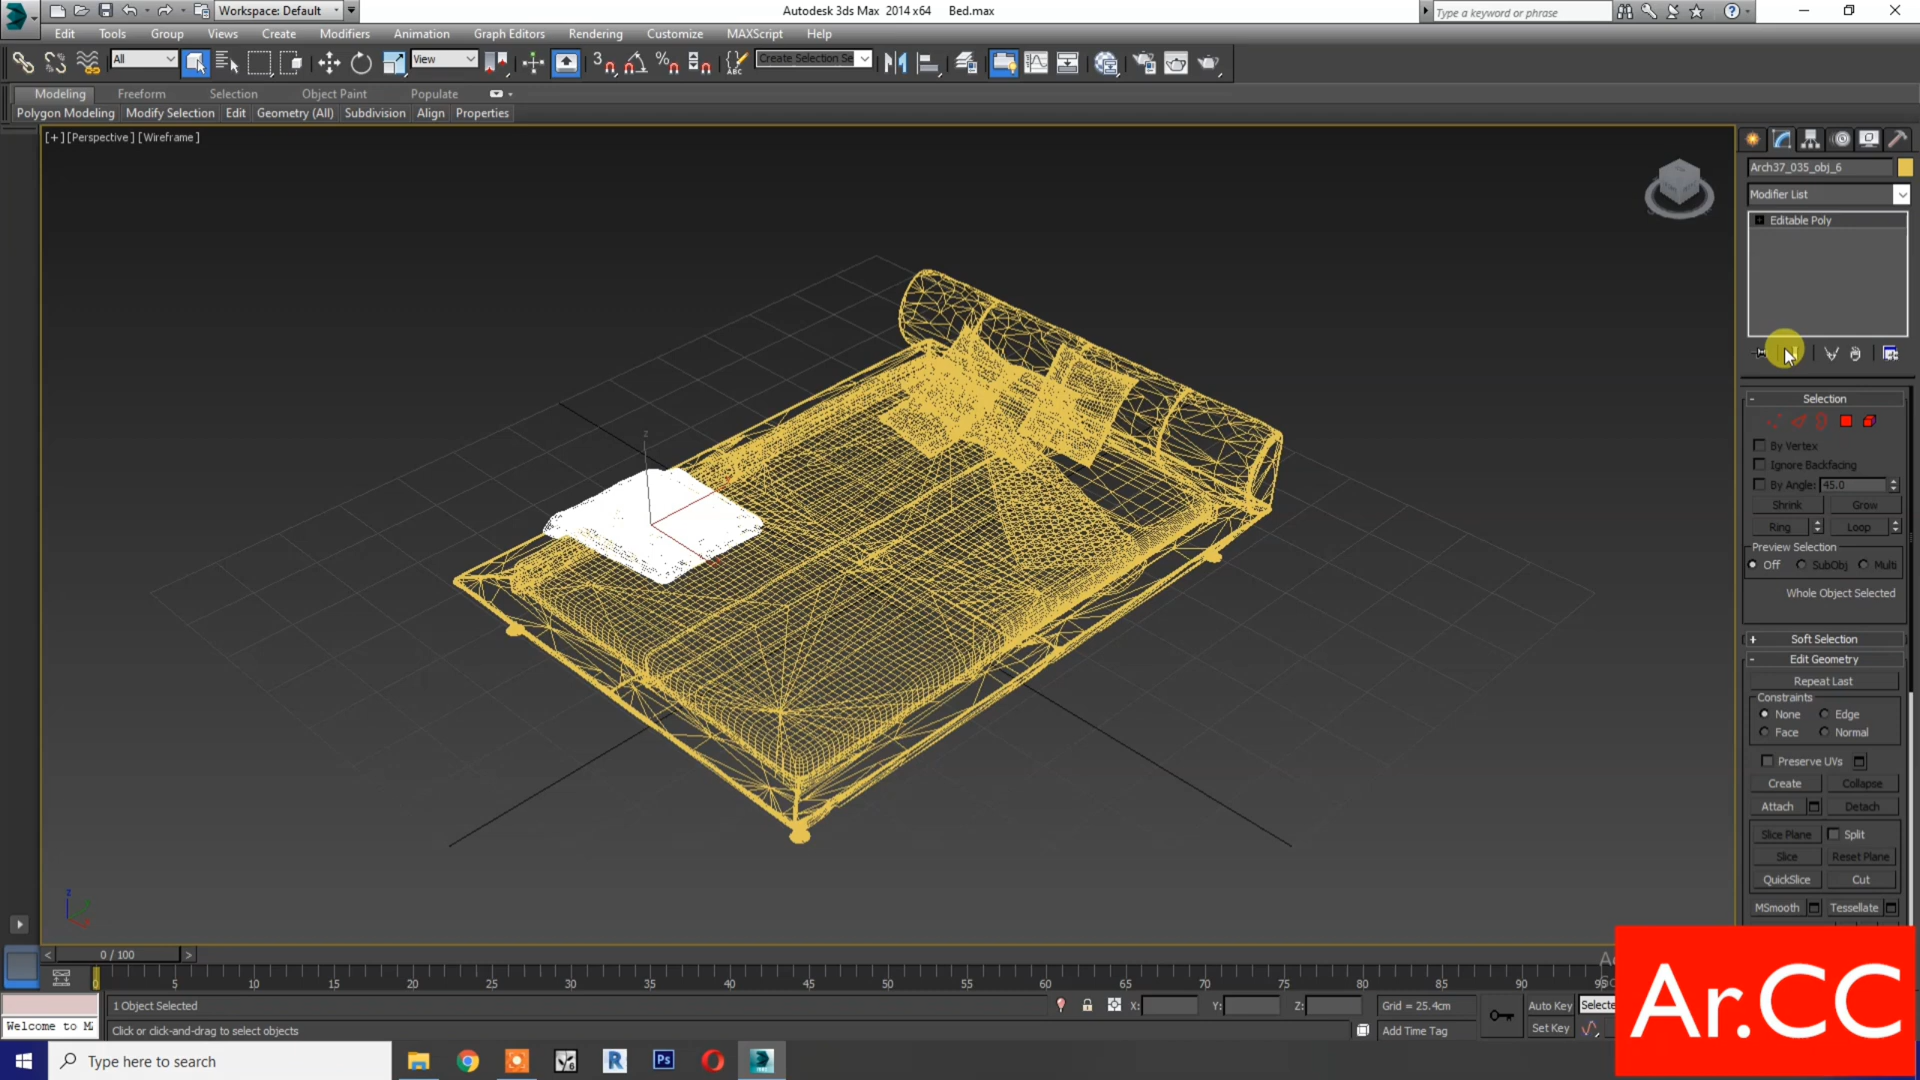 Workspace: Default
Autodesk 3ds Max 2014 x64 Bed.max
Type a keyword or phrase
Edit Tools Group Views Create Modifiers Animation Graph Editors Rendering Customize MAXScript Help
All
View
Create Selection Se
Modeling Freeform Selection Object Paint Populate
Polygon Modeling Modify Selection Edit Geometry (All) Subdivision Align Properties
[+][Perspective][Wireframe]
Arch37_035_obj_6
Modifier List
Editable Poly
Selection
By Vertex
Ignore Backfacing
By Angle: 45.0
Shrink Grow
Ring Loop
Preview Selection
Off SubObj Multi
Whole Object Selected
Soft Selection
Edit Geometry
Repeat Last
Constraints
None Edge
Face Normal
Preserve UVs
Create Collapse
Attach Detach
Slice Plane Split
Slice Reset Plane
QuickSlice Cut
MSmooth Tessellate
0 / 100
0 5 10 15 20 25 30 35 40 45 50 55 60 65 70 75 80 85 90 95
1 Object Selected
X: Y: Z:
Grid = 25.4cm
Auto Key Selecte
Welcome to M
Click or click-and-drag to select objects
Add Time Tag
Set Key
Type here to search
Ar.CC